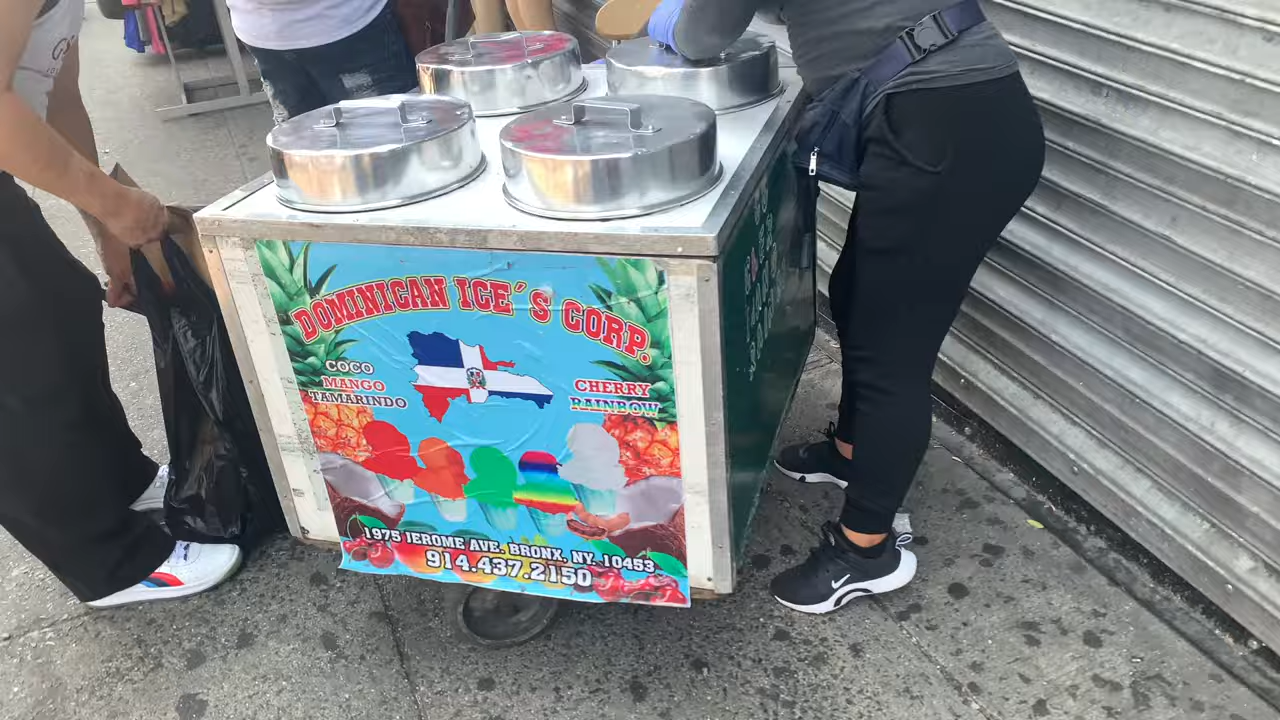 DOMINICAN ICE´S CORP.
COCO
MANGO
TAMARINDO
CHERRY
RAINBOW
1975 JEROME AVE. BRONX, NY. 10453
914.437.2150